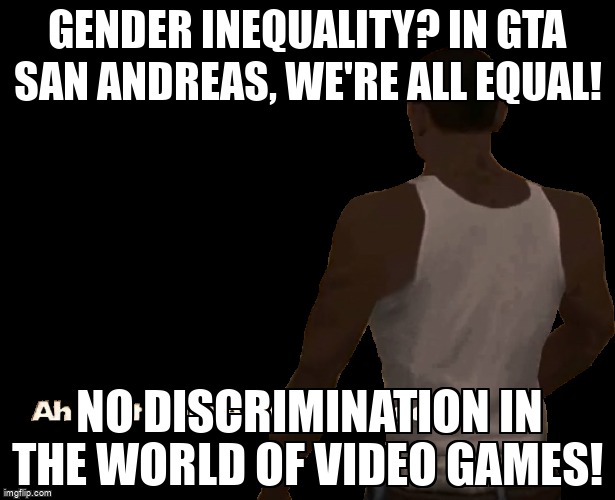 GENDER INEQUALITY? IN GTA
SAN ANDREAS, WE'RE ALL EQUAL!
Ah
NO DISCRIMINATION IN
THE WORLD OF VIDEO GAMES!
imgflip.com